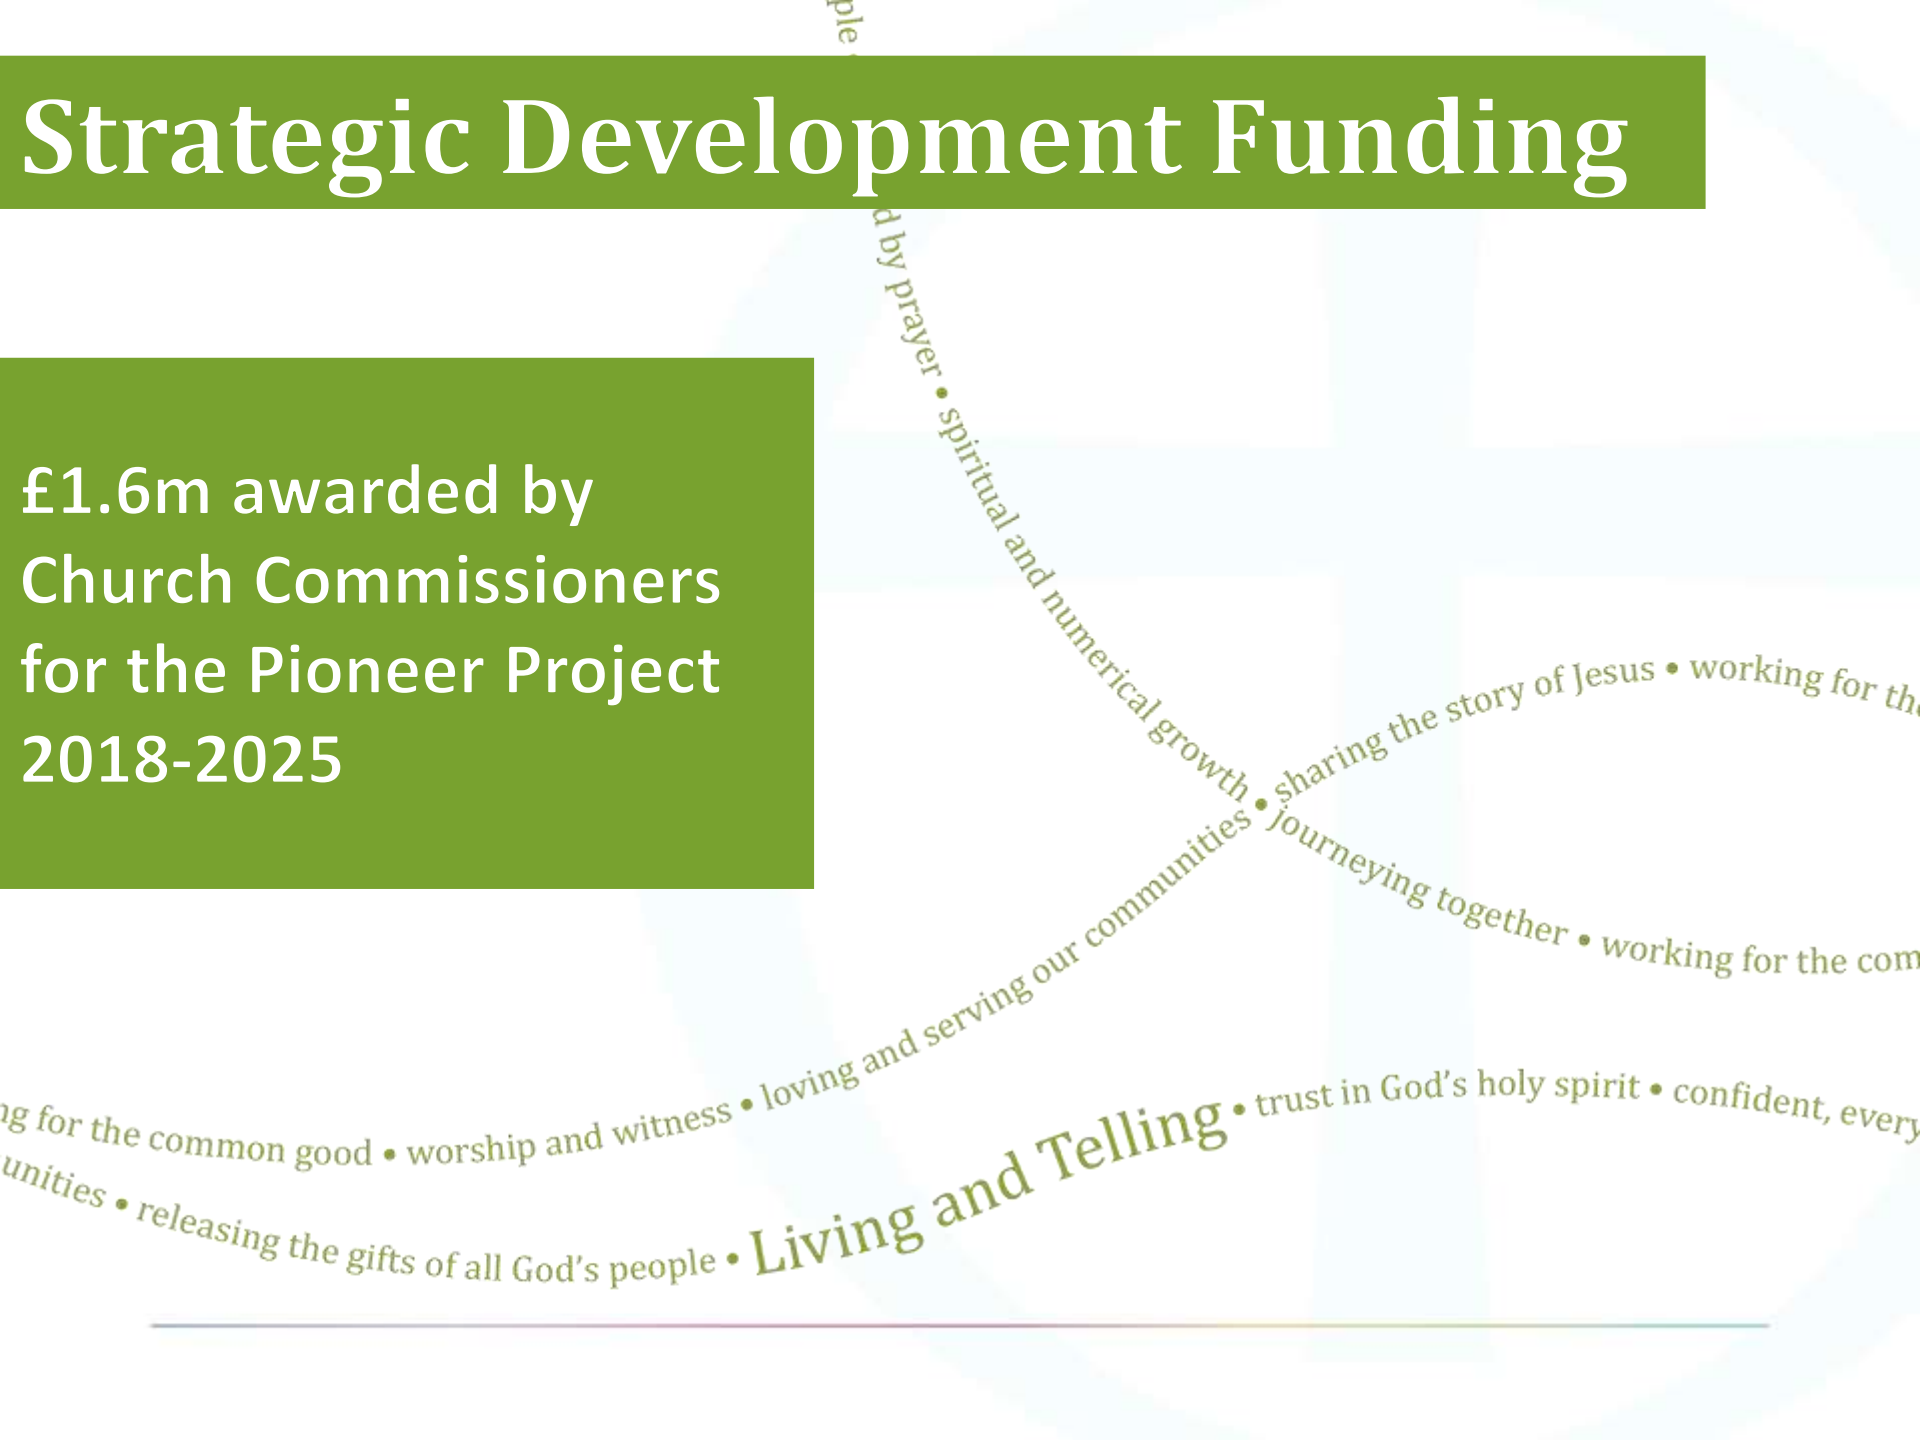 ple •
Strategic Development Funding
d by prayer • spiritual and numerical growth • journeying together • working for the com
£1.6m awarded by
Church Commissioners
for the Pioneer Project
2018-2025
ng for the common good • worship and witness • loving and serving our communities • sharing the story of Jesus • working for the
unities • releasing the gifts of all God's people • Living and Telling • trust in God's holy spirit • confident, every